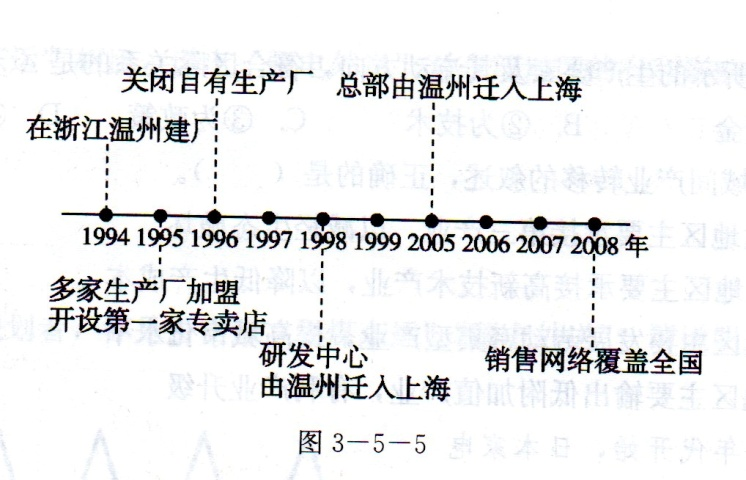 关闭自有生产厂
总部由温州迁入上海
在浙江温州建厂
1994 1995 1996 1997 1998 1999 2005 2006 2007 2008 年
多家生产厂加盟
开设第一家专卖店
研发中心
由温州迁入上海
销售网络覆盖全国
图 3-5-5